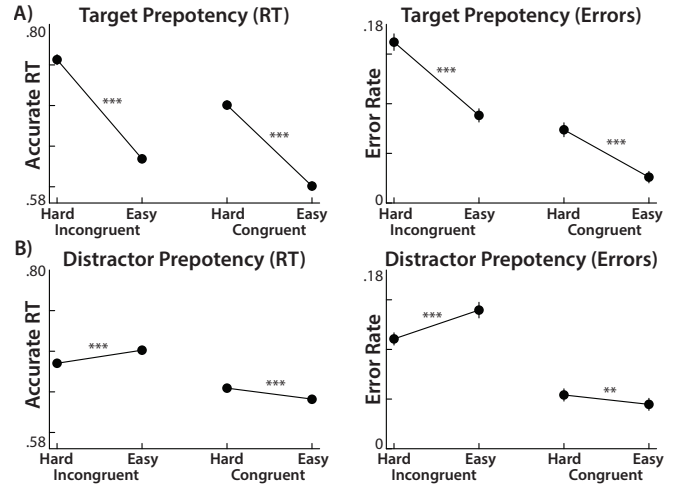 A)
Target Prepotency (RT)
.80
Accurate RT
***
***
.58
Hard Easy Hard Easy
Incongruent Congruent
Target Prepotency (Errors)
.18
Error Rate
***
***
0
Hard Easy Hard Easy
Incongruent Congruent
B)
Distractor Prepotency (RT)
.80
Accurate RT
***
***
.58
Hard Easy Hard Easy
Incongruent Congruent
Distractor Prepotency (Errors)
.18
Error Rate
***
**
0
Hard Easy Hard Easy
Incongruent Congruent